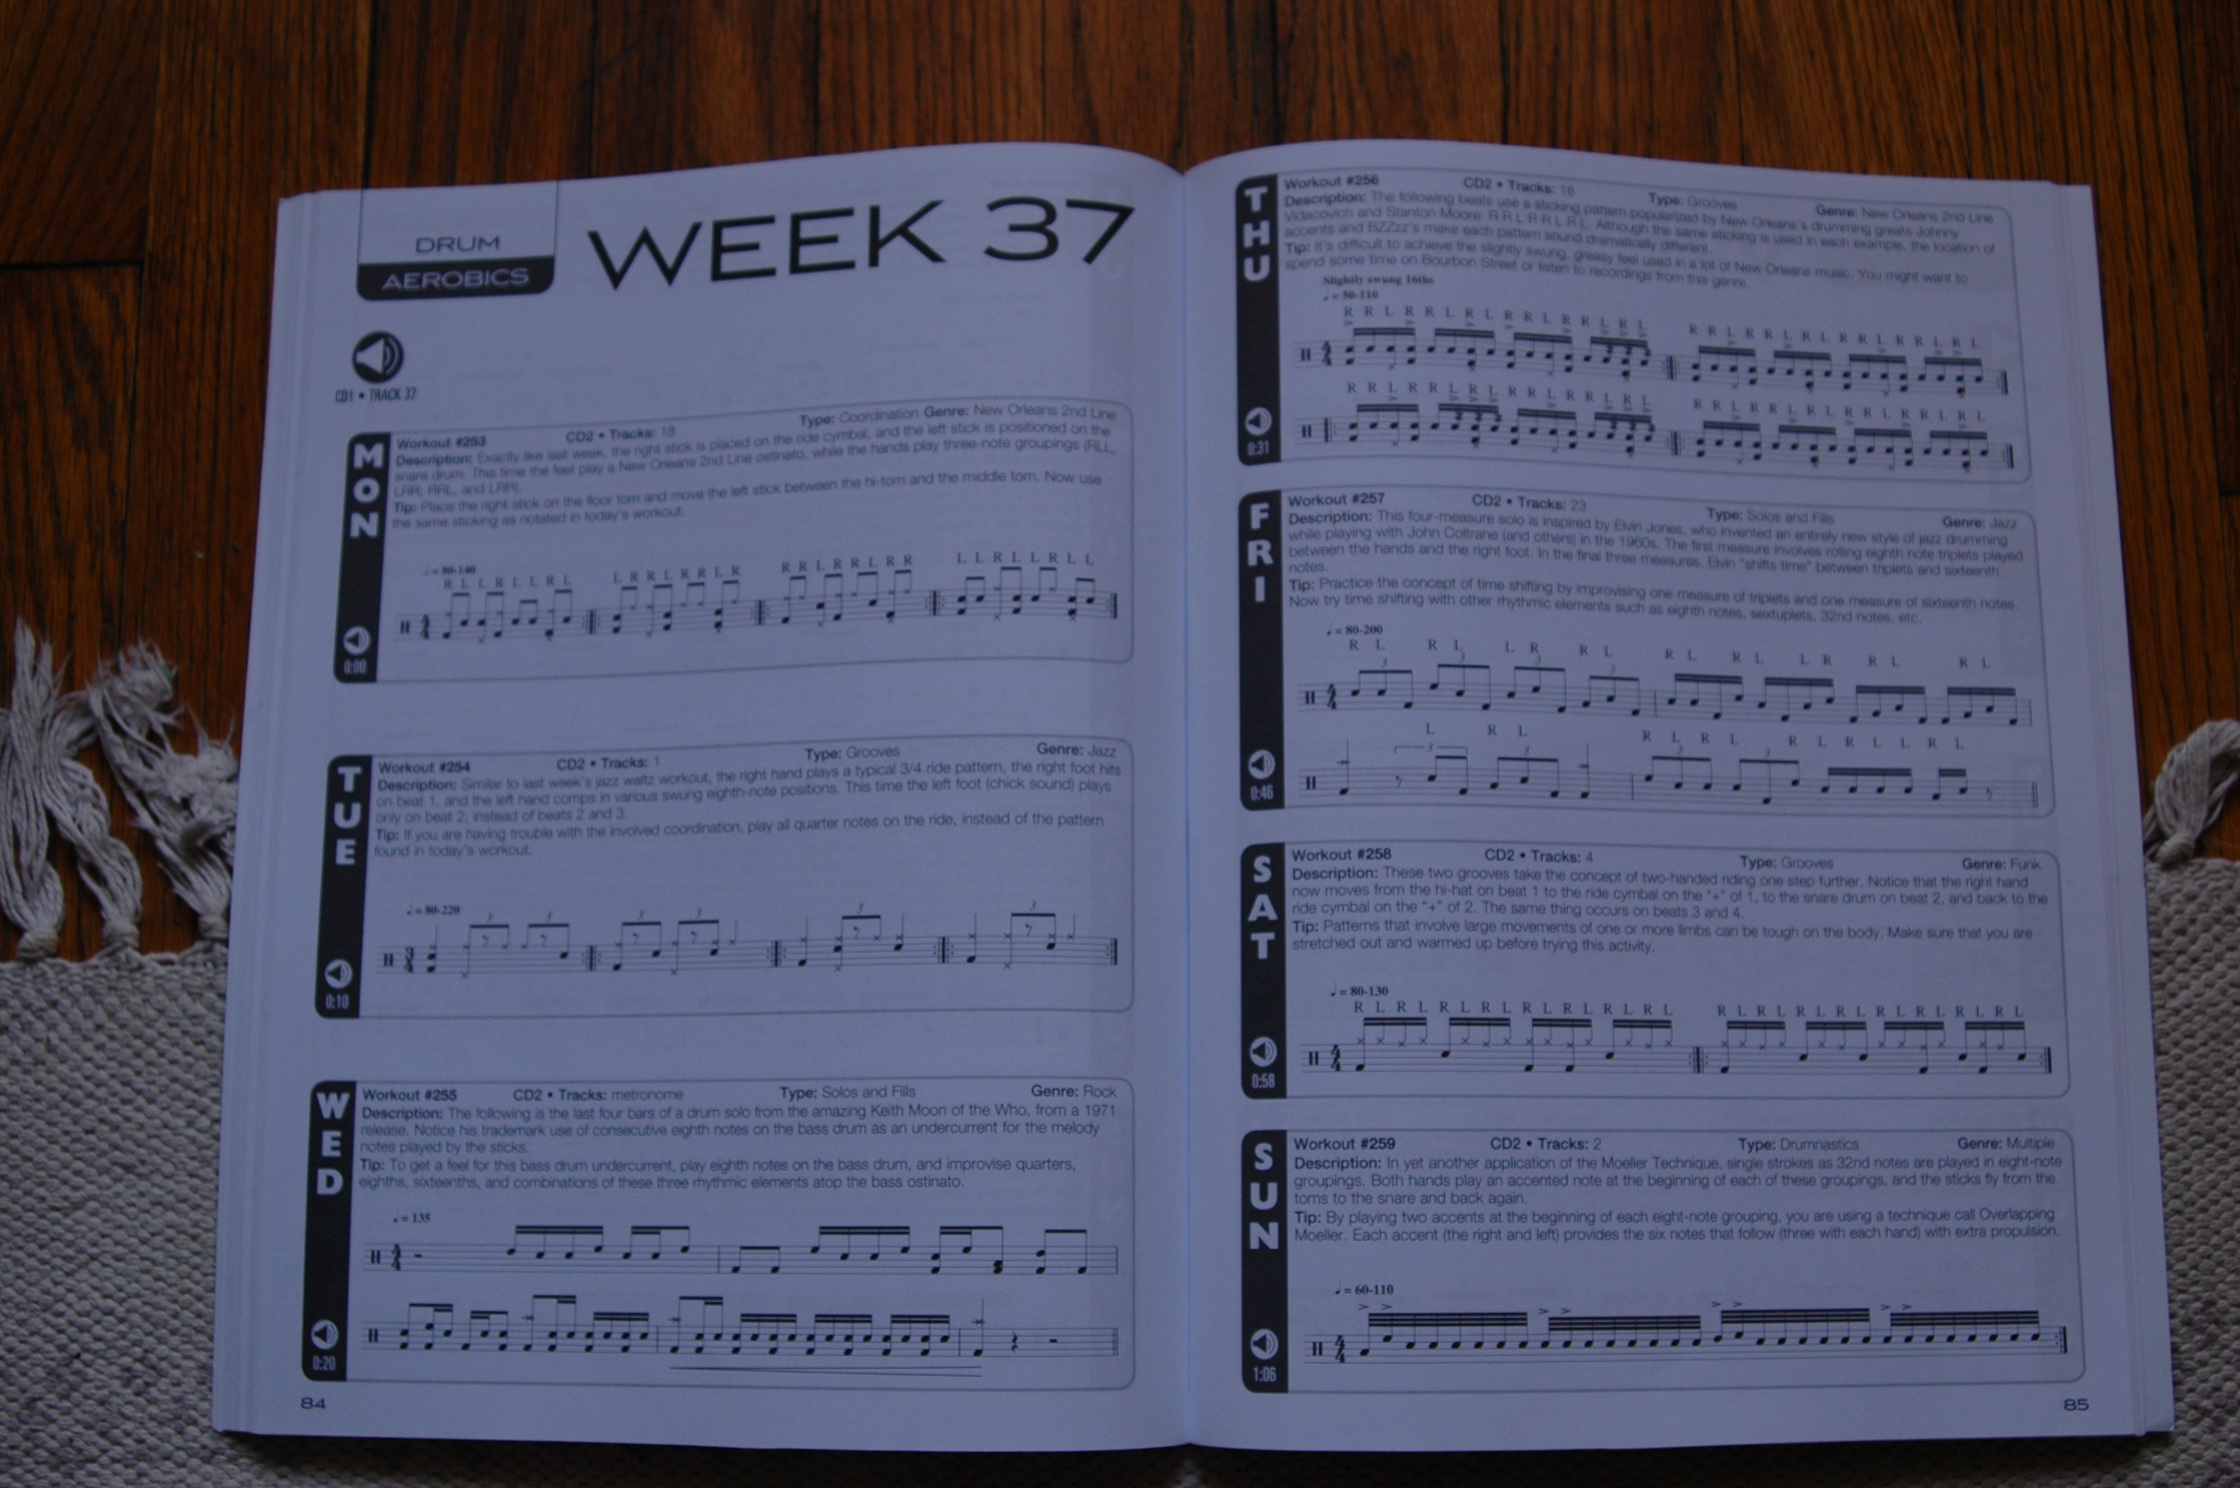 DRUM
AEROBICS
WEEK 37
CD1 • TRACK 37
MON
0:00
Workout #253 CD2 • Tracks: 18 Type: Coordination Genre: New Orleans 2nd Line
Description: Exactly like last week, the right stick is placed on the ride cymbal, and the left stick is positioned on the
snare drum. This time the feet play a New Orleans 2nd Line ostinato, while the hands play three-note groupings (RLL,
LRR, RRL, and LRR).
Tip: Place the right stick on the floor tom and move the left stick between the hi-tom and the middle tom. Now use
the same sticking as notated in today's workout.
♩ = 80-140
R L L R L L R L
L R R L R R L R
R R L R R L R R
L L R L L R L L
TUE
0:10
Workout #254 CD2 • Tracks: 1 Type: Grooves Genre: Jazz
Description: Similar to last week's jazz waltz workout, the right hand plays a typical 3/4 ride pattern, the right foot hits
on beat 1, and the left hand comps in various swung eighth-note positions. This time the left foot (chick sound) plays
only on beat 2, instead of beats 2 and 3.
Tip: If you are having trouble with the involved coordination, play all quarter notes on the ride, instead of the pattern
found in today's workout.
♩ = 80-220
3 3 3 3 3 3
WED
0:20
Workout #255 CD2 • Tracks: metronome Type: Solos and Fills Genre: Rock
Description: The following is the last four bars of a drum solo from the amazing Keith Moon of the Who, from a 1971
release. Notice his trademark use of consecutive eighth notes on the bass drum as an undercurrent for the melody
notes played by the sticks.
Tip: To get a feel for this bass drum undercurrent, play eighth notes on the bass drum, and improvise quarters,
eighths, sixteenths, and combinations of these three rhythmic elements atop the bass ostinato.
♩ = 135
84
THU
0:31
Workout #256 CD2 • Tracks: 18 Type: Grooves Genre: New Orleans 2nd Line
Description: The following beats use a sticking pattern popularized by New Orleans's drumming greats Johnny
Vidacovich and Stanton Moore: R R L R L R R L R L. Although the same sticking is used in each example, the location of
accents and BZzzz's make each pattern sound dramatically different.
Tip: It's difficult to achieve the slightly swung, greasy feel used in a lot of New Orleans music. You might want to
spend some time on Bourbon Street or listen to recordings from this genre.
Slightly swung 16ths
♩ = 50-110
FRI
0:46
Workout #257 CD2 • Tracks: 23 Type: Solos and Fills Genre: Jazz
Description: This four-measure solo is inspired by Elvin Jones, who invented an entirely new style of jazz drumming
while playing with John Coltrane (and others) in the 1960s. The first measure involves rolling eighth note triplets played
between the hands and the right foot. In the final three measures, Elvin "shifts time" between triplets and sixteenth
notes.
Tip: Practice the concept of time shifting by improvising one measure of triplets and one measure of sixteenth notes.
Now try time shifting with other rhythmic elements such as eighth notes, sextuplets, 32nd notes, etc.
♩ = 80-200
R L R L L R R L R L R L L R R L R L
L R L R L R L R L R L L R L
SAT
0:58
Workout #258 CD2 • Tracks: 4 Type: Grooves Genre: Funk
Description: These two grooves take the concept of two-handed riding one step further. Notice that the right hand
now moves from the hi-hat on beat 1 to the ride cymbal on the "+" of 1, to the snare drum on beat 2, and back to the
ride cymbal on the "+" of 2. The same thing occurs on beats 3 and 4.
Tip: Patterns that involve large movements of one or more limbs can be tough on the body. Make sure that you are
stretched out and warmed up before trying this activity.
♩ = 80-130
R L R L R L R L R L R L R L R L
R L R L R L R L R L R L R L R L
SUN
1:06
Workout #259 CD2 • Tracks: 2 Type: Drumnastics Genre: Multiple
Description: In yet another application of the Moeller Technique, single strokes as 32nd notes are played in eight-note
groupings. Both hands play an accented note at the beginning of each of these groupings, and the sticks fly from the
toms to the snare and back again.
Tip: By playing two accents at the beginning of each eight-note grouping, you are using a technique call Overlapping
Moeller. Each accent (the right and left) provides the six notes that follow (three with each hand) with extra propulsion.
♩ = 60-110
85